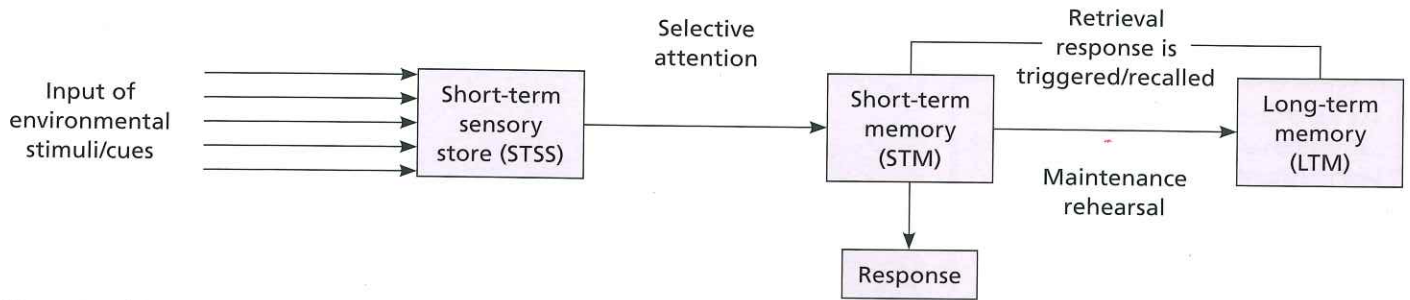 Input of
environmental
stimuli/cues
Short-term
sensory
store (STSS)
Selective
attention
Short-term
memory
(STM)
Retrieval
response is
triggered/recalled
Maintenance
rehearsal
Long-term
memory
(LTM)
Response